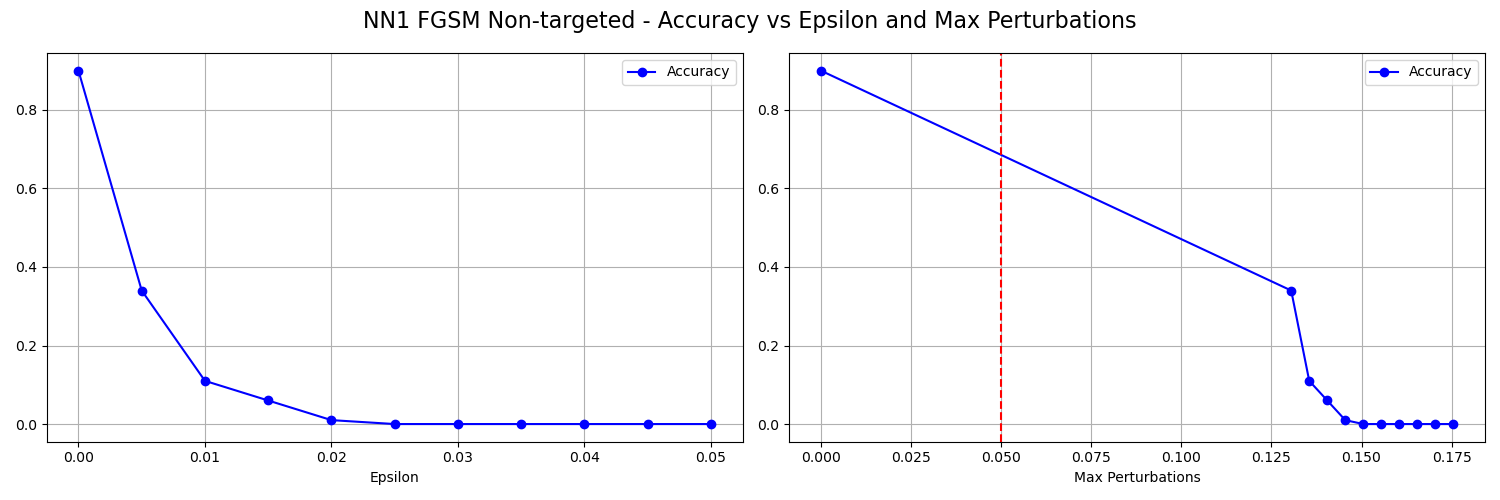 NN1 FGSM Non-targeted - Accuracy vs Epsilon and Max Perturbations
Accuracy
0.8
0.6
0.4
0.2
0.0
0.00 0.01 0.02 0.03 0.04 0.05
Epsilon
Accuracy
0.8
0.6
0.4
0.2
0.0
0.000 0.025 0.050 0.075 0.100 0.125 0.150 0.175
Max Perturbations